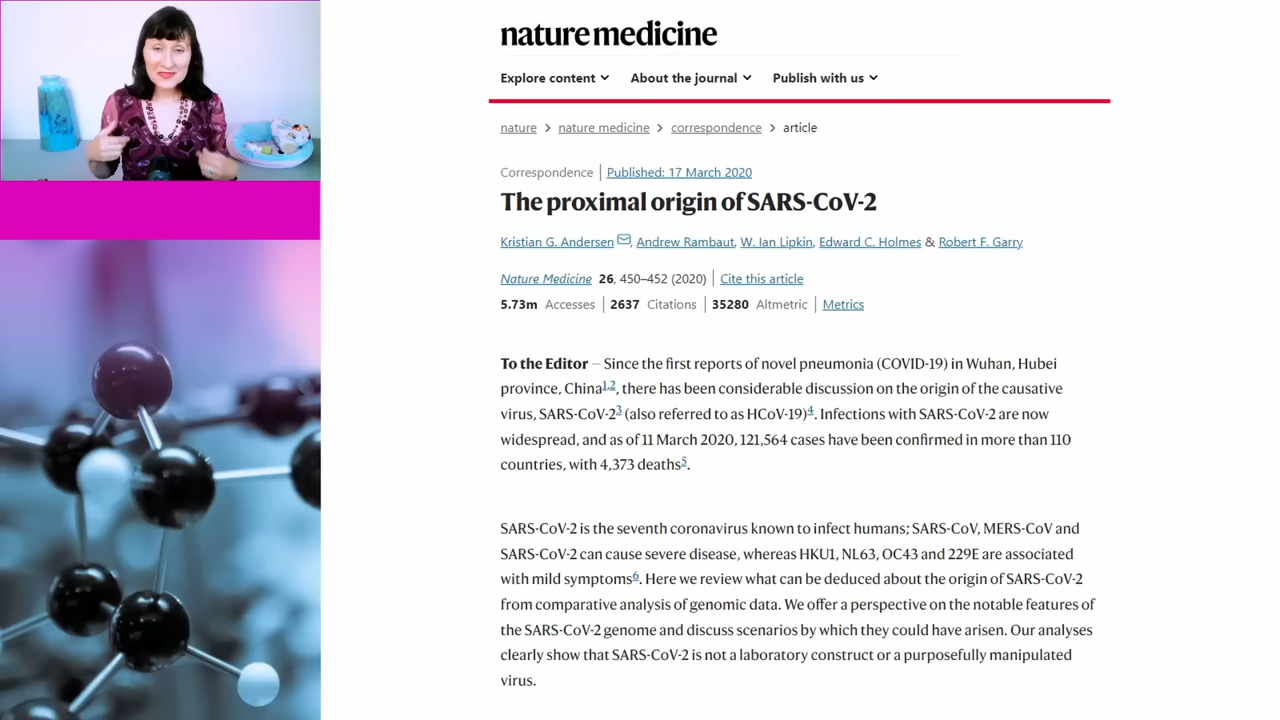 nature medicine
Explore content About the journal Publish with us
nature > nature medicine > correspondence > article
Correspondence | Published: 17 March 2020
The proximal origin of SARS-CoV-2
Kristian G. Andersen, Andrew Rambaut, W. Ian Lipkin, Edward C. Holmes & Robert F. Garry
Nature Medicine 26, 450–452 (2020) | Cite this article
5.73m Accesses | 2637 Citations | 35280 Altmetric | Metrics
To the Editor – Since the first reports of novel pneumonia (COVID-19) in Wuhan, Hubei
province, China1,2, there has been considerable discussion on the origin of the causative
virus, SARS-CoV-23 (also referred to as HCoV-19)4. Infections with SARS-CoV-2 are now
widespread, and as of 11 March 2020, 121,564 cases have been confirmed in more than 110
countries, with 4,373 deaths5.
SARS-CoV-2 is the seventh coronavirus known to infect humans; SARS-CoV, MERS-CoV and
SARS-CoV-2 can cause severe disease, whereas HKU1, NL63, OC43 and 229E are associated
with mild symptoms6. Here we review what can be deduced about the origin of SARS-CoV-2
from comparative analysis of genomic data. We offer a perspective on the notable features of
the SARS-CoV-2 genome and discuss scenarios by which they could have arisen. Our analyses
clearly show that SARS-CoV-2 is not a laboratory construct or a purposefully manipulated
virus.